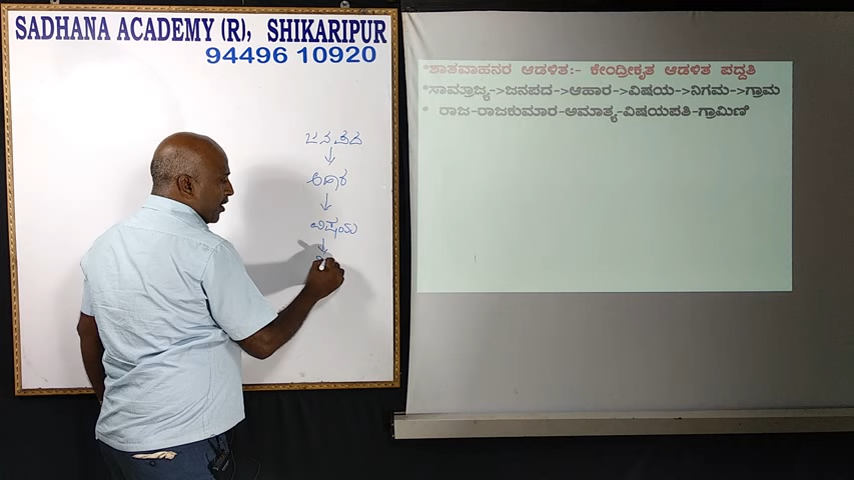 SADHANA ACADEMY (R), SHIKARIPUR
94496 10920
ಜನಪದ
↓
ಆಹಾರ
↓
ವಿಷಯ
↓
•ಶಾತವಾಹನರ ಆಡಳಿತ:- ಕೇಂದ್ರೀಕೃತ ಆಡಳಿತ ಪದ್ದತಿ
•ಸಾಮ್ರಾಜ್ಯ->ಜನಪದ->ಆಹಾರ->ವಿಷಯ->ನಿಗಮ->ಗ್ರಾಮ
• ರಾಜ-ರಾಜಕುಮಾರ-ಅಮಾತ್ಯ-ವಿಷಯಪತಿ-ಗ್ರಾಮಿಣಿ